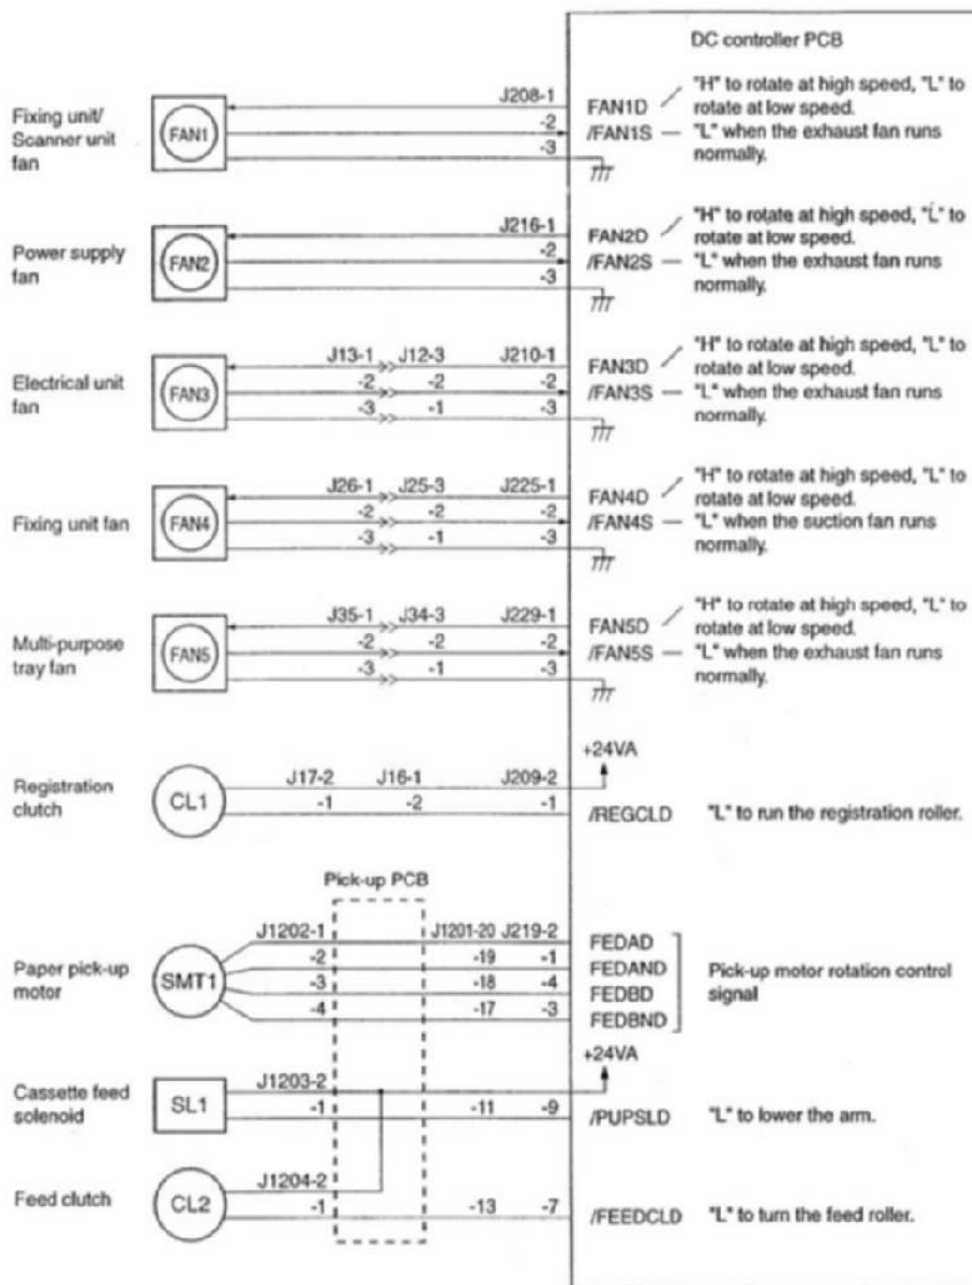 DC controller PCB
Fixing unit/
Scanner unit
fan
FAN1
J208-1
-2
-3
FAN1D
/FAN1S
"H" to rotate at high speed, "L" to
rotate at low speed.
"L" when the exhaust fan runs
normally.
Power supply
fan
FAN2
J216-1
-2
-3
FAN2D
/FAN2S
"H" to rotate at high speed, "L" to
rotate at low speed.
"L" when the exhaust fan runs
normally.
Electrical unit
fan
FAN3
J13-1 J12-3 J210-1
-2 -2 -2
-3 -1 -3
FAN3D
/FAN3S
"H" to rotate at high speed, "L" to
rotate at low speed.
"L" when the exhaust fan runs
normally.
Fixing unit fan
FAN4
J26-1 J25-3 J225-1
-2 -2 -2
-3 -1 -3
FAN4D
/FAN4S
"H" to rotate at high speed, "L" to
rotate at low speed.
"L" when the suction fan runs
normally.
Multi-purpose
tray fan
FAN5
J35-1 J34-3 J229-1
-2 -2 -2
-3 -1 -3
FAN5D
/FAN5S
"H" to rotate at high speed, "L" to
rotate at low speed.
"L" when the exhaust fan runs
normally.
Registration
clutch
CL1
J17-2 J16-1 J209-2
-1 -2 -1
+24VA
/REGCLD "L" to run the registration roller.
Pick-up PCB
Paper pick-up
motor
SMT1
J1202-1 J1201-20 J219-2
-2 -19 -1
-3 -18 -4
-4 -17 -3
FEDAD
FEDAND
FEDBD
FEDBND
Pick-up motor rotation control
signal
+24VA
Cassette feed
solenoid
SL1
J1203-2
-1 -11 -9
/PUPSLD "L" to lower the arm.
Feed clutch
CL2
J1204-2
-1 -13 -7
/FEEDCLD "L" to turn the feed roller.